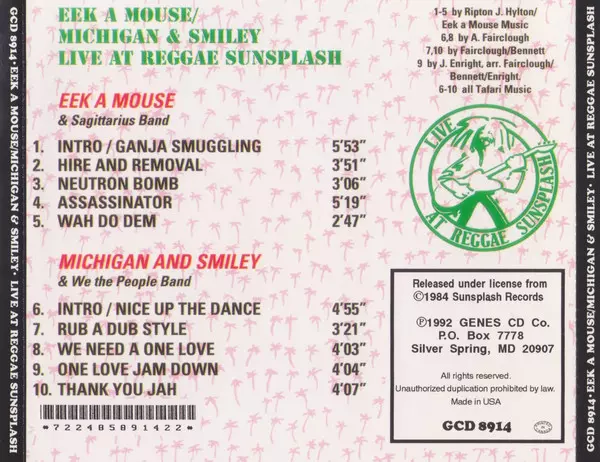 GCD 8914 • EEK A MOUSE/MICHIGAN & SMILEY • LIVE AT REGGAE SUNSPLASH
EEK A MOUSE/
MICHIGAN & SMILEY
LIVE AT REGGAE SUNSPLASH
1-5 by Ripton J. Hylton/
Eek a Mouse Music
6,8 by A. Fairclough
7,10 by Fairclough/Bennett
9 by J. Enright, arr. Fairclough/
Bennett/Enright.
6-10 all Tafari Music
EEK A MOUSE
& Sagittarius Band
1. INTRO / GANJA SMUGGLING 5'53"
2. HIRE AND REMOVAL 3'51"
3. NEUTRON BOMB 3'06"
4. ASSASSINATOR 5'19"
5. WAH DO DEM 2'47"
LIVE
AT REGGAE SUNSPLASH
MICHIGAN AND SMILEY
& We the People Band
6. INTRO / NICE UP THE DANCE 4'55"
7. RUB A DUB STYLE 3'21"
8. WE NEED A ONE LOVE 4'03"
9. ONE LOVE JAM DOWN 4'04"
10. THANK YOU JAH 4'07"
7 22485 89142 2
Released under license from
©1984 Sunsplash Records
℗1992 GENES CD Co.
P.O. Box 7778
Silver Spring, MD 20907
All rights reserved.
Unauthorized duplication prohibited by law.
Made in USA
GCD 8914
GCD 8914 • EEK A MOUSE/MICHIGAN & SMILEY • LIVE AT REGGAE SUNSPLASH